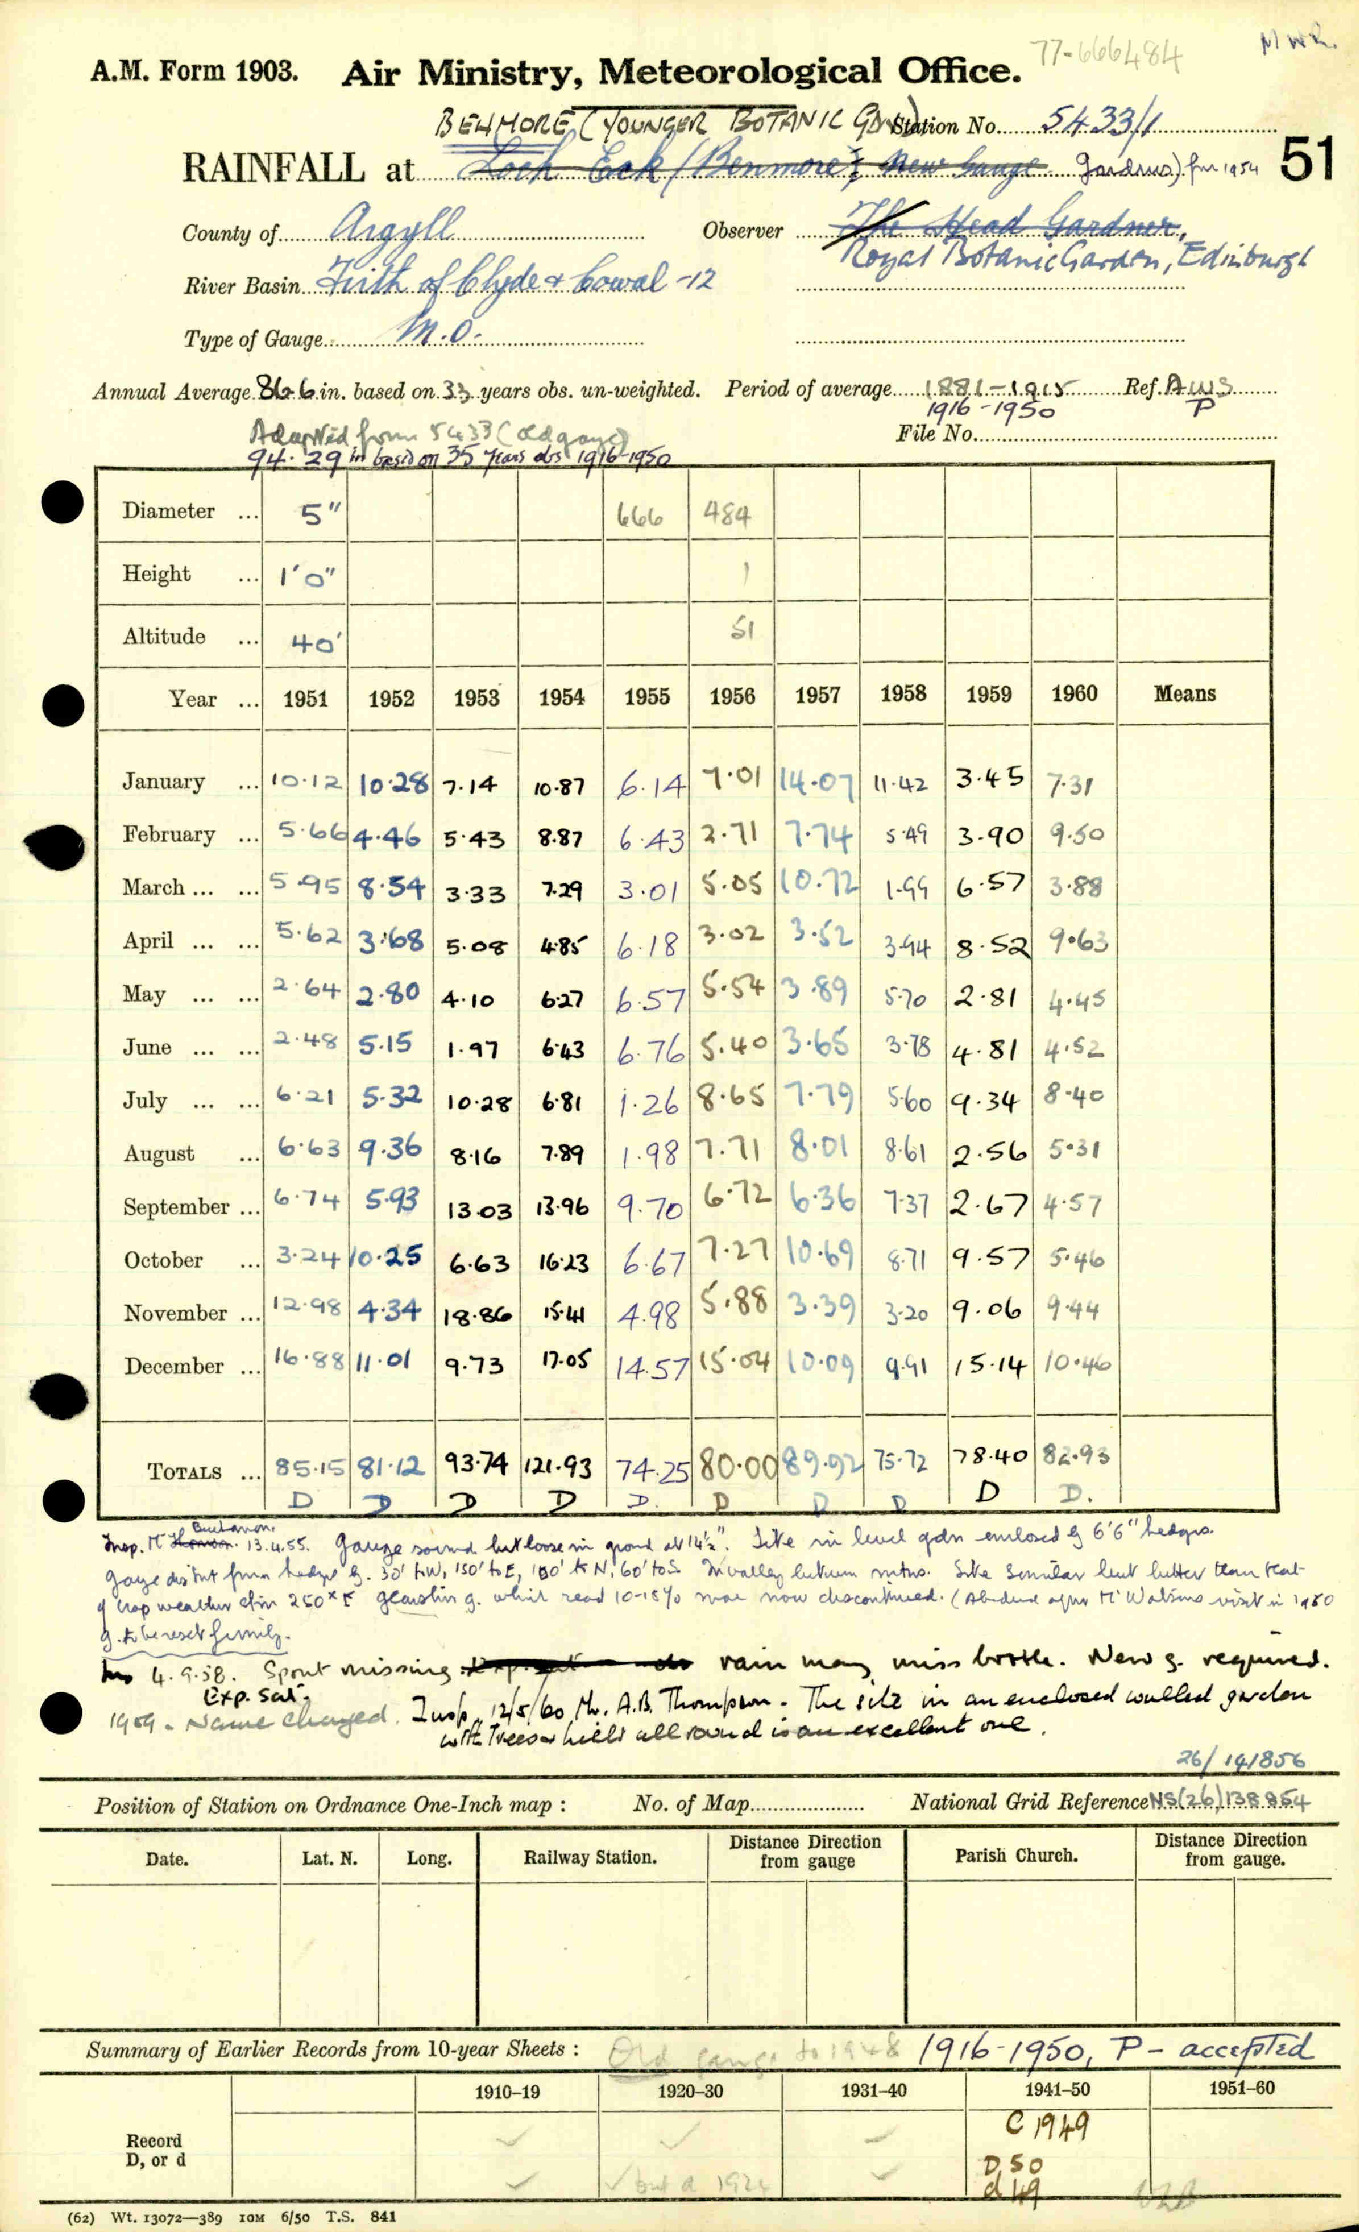 77-666484 MWR.
A.M. Form 1903. Air Ministry, Meteorological Office.
BENMORE (YOUNGER BOTANIC GDNS) Station No. 5433/1
RAINFALL at Loch Eck (Benmore; New Gauge Gardens) for 1954 51
County of Argyll Observer The Head Gardner,
Royal Botanic Garden, Edinburgh
River Basin Firth of Clyde & Cowal -12
Type of Gauge M.O.
Annual Average 86.6 in. based on 33 years obs. un-weighted. Period of average 1881-1915 Ref. AWS
1916-1950 P
Adapted from 5433 (old gauge) File No.
94.29 in based on 35 years obs 1916-1950
Diameter ... 5" 666 484
Height ... 1'0" 1
Altitude ... 40' 51
Year ... 1951 1952 1953 1954 1955 1956 1957 1958 1959 1960 Means
January ... 10.12 10.28 7.14 10.87 6.14 7.01 14.07 11.42 3.45 7.31
February ... 5.66 4.46 5.43 8.87 6.43 2.71 7.74 5.49 3.90 9.50
March ... ... 5.95 8.54 3.33 7.29 3.01 5.05 10.72 1.99 6.57 3.88
April ... ... 5.62 3.68 5.08 4.85 6.18 3.02 3.52 3.94 8.52 9.63
May ... ... 2.64 2.80 4.10 6.27 6.57 5.54 3.89 5.70 2.81 4.45
June ... ... 2.48 5.15 1.97 6.43 6.76 5.40 3.65 3.78 4.81 4.52
July ... ... 6.21 5.32 10.28 6.81 1.26 8.65 7.79 5.60 9.34 8.40
August ... 6.63 9.36 8.16 7.89 1.98 7.71 8.01 8.61 2.56 5.31
September ... 6.74 5.93 13.03 13.96 9.70 6.72 6.36 7.37 2.67 4.57
October ... 3.24 10.25 6.63 16.23 6.67 7.27 10.69 8.71 9.57 5.46
November ... 12.98 4.34 18.86 15.41 4.98 5.88 3.39 3.20 9.06 9.44
December ... 16.88 11.01 9.73 17.05 14.57 15.04 10.09 9.91 15.14 10.46
TOTALS ... 85.15 81.12 93.74 121.93 74.25 80.00 89.92 75.72 78.40 82.93
D D D D D. D D D D D.
Buchanan.
Insp. Mr 13.4.55. Gauge sound but loose in ground at 14½". Site in level gdn enclosed by 6'6" hedges.
gauge distant from hedges by 30' to W, 150' to E, 100' to N, 60' to S. In valley between mtns. Site similar but better than that
of crop weather stn 250x E glasshin g. which read 10-15% more now discontinued. (Abandoned after Mr Watsons visit in 1950
g. to be reset firmly.
Ins 4.9.58. Spout missing rain may miss bottle. New g. required.
Exp. sat.
1959 - Name changed. Insp. 12/5/60 Mr. A.B. Thompson. The site in an enclosed walled garden
with Trees & hills all round is an excellent one.
26/141856
Position of Station on Ordnance One-Inch map : No. of Map National Grid Reference NS(26)138854
Date. Lat. N. Long. Railway Station. Distance Direction from gauge Parish Church. Distance Direction from gauge.
Summary of Earlier Records from 10-year Sheets : Old gauge to 1948 1916-1950, P - accepted
1910–19 1920–30 1931–40 1941–50 1951–60
Record
D, or d
C 1949
D 50
d 49
(62) Wt. 13072—389 10M 6/50 T.S. 841